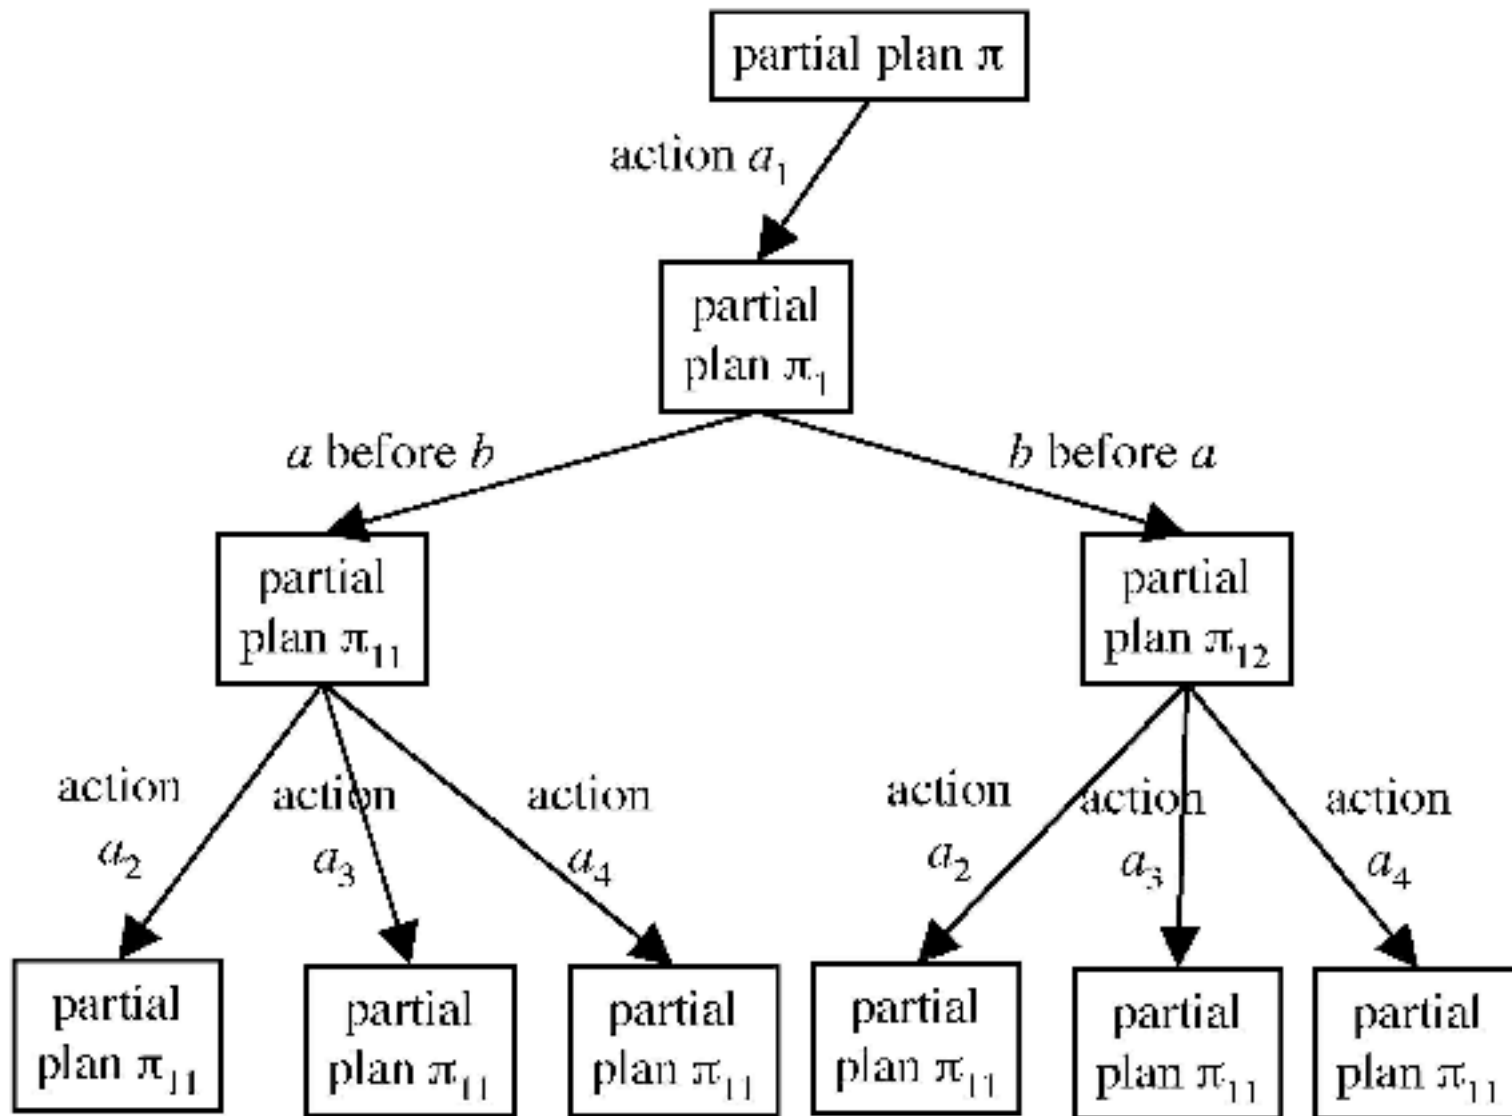 partial plan π
action a₁
partial
plan π₁
a before b
b before a
partial
plan π₁₁
partial
plan π₁₂
action
a₂
action
a₃
action
a₄
action
a₂
action
a₃
action
a₄
partial
plan π₁₁
partial
plan π₁₁
partial
plan π₁₁
partial
plan π₁₁
partial
plan π₁₁
partial
plan π₁₁